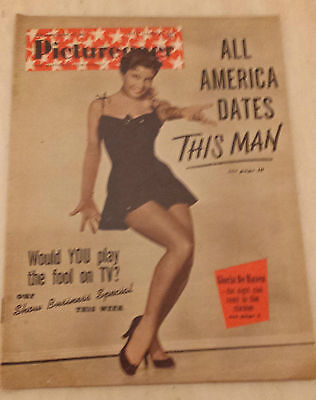 Picturegoer
ALL
AMERICA
DATES
THIS MAN
Would YOU play
the fool on TV?
OUR
Show Business Special
THIS WEEK
Gloria De Haven